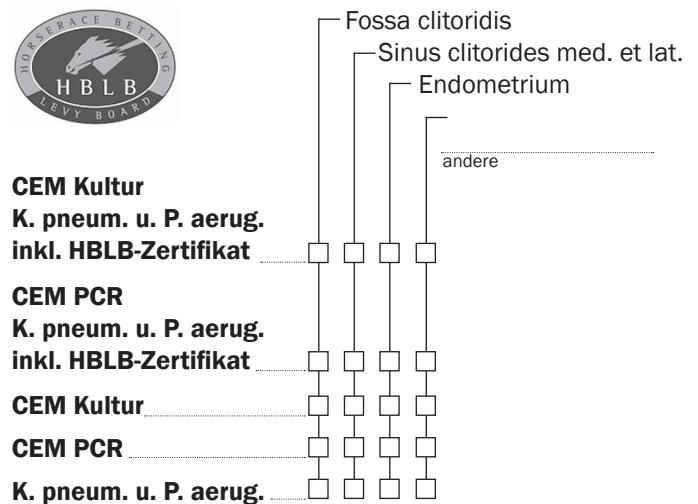 HORSERACE BETTING
HBLB
LEVY BOARD
Fossa clitoridis
Sinus clitorides med. et lat.
Endometrium
andere
CEM Kultur
K. pneum. u. P. aerug.
inkl. HBLB-Zertifikat
CEM PCR
K. pneum. u. P. aerug.
inkl. HBLB-Zertifikat
CEM Kultur
CEM PCR
K. pneum. u. P. aerug.